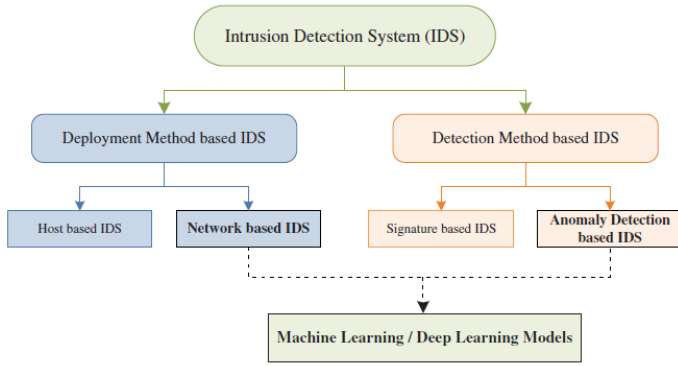 Intrusion Detection System (IDS)
Deployment Method based IDS
Detection Method based IDS
Host based IDS
Network based IDS
Signature based IDS
Anomaly Detection
based IDS
Machine Learning / Deep Learning Models